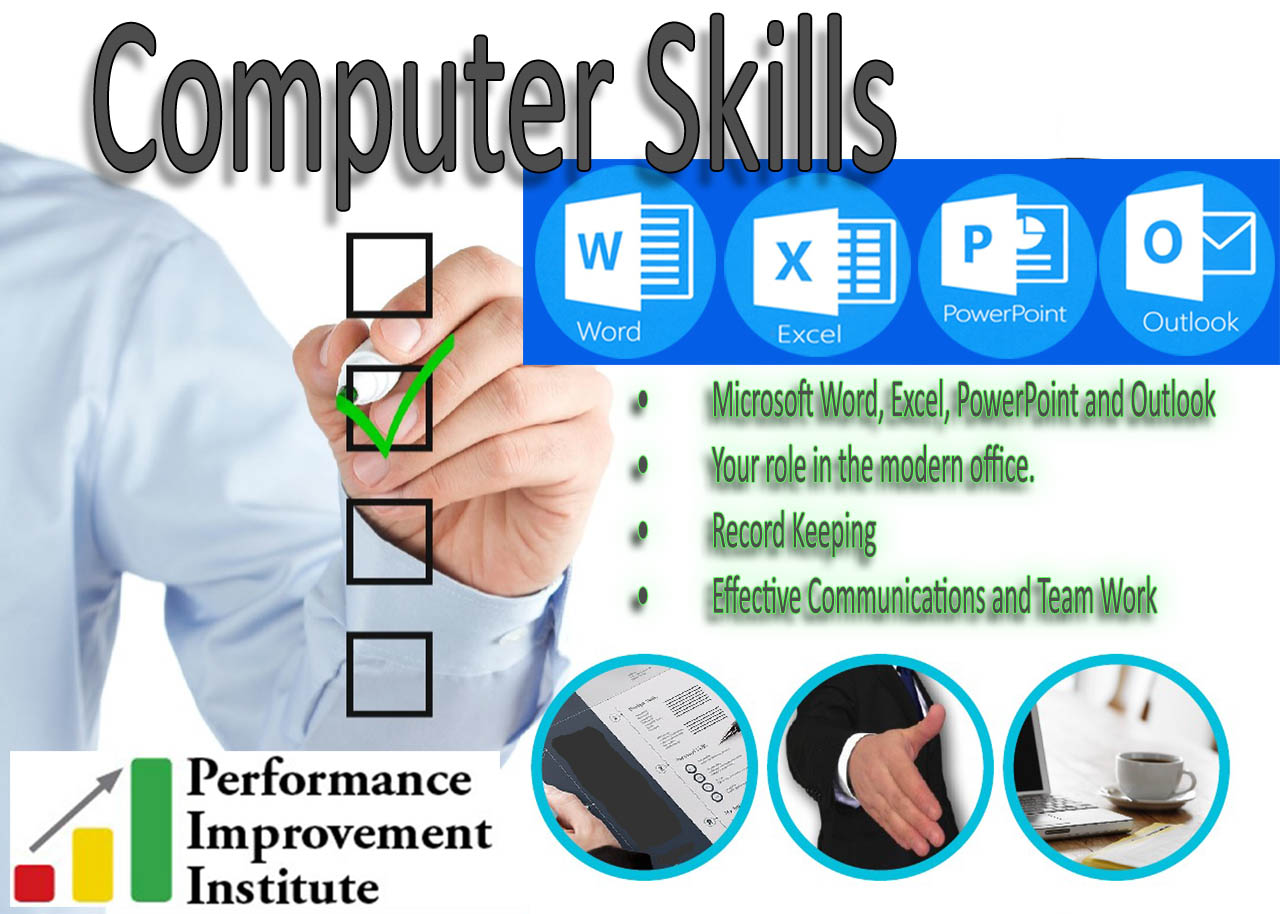 Computer Skills
W X P O
Word Excel PowerPoint Outlook
• Microsoft Word, Excel, PowerPoint and Outlook
• Your role in the modern office.
• Record Keeping
• Effective Communications and Team Work
Performance
Improvement
Institute